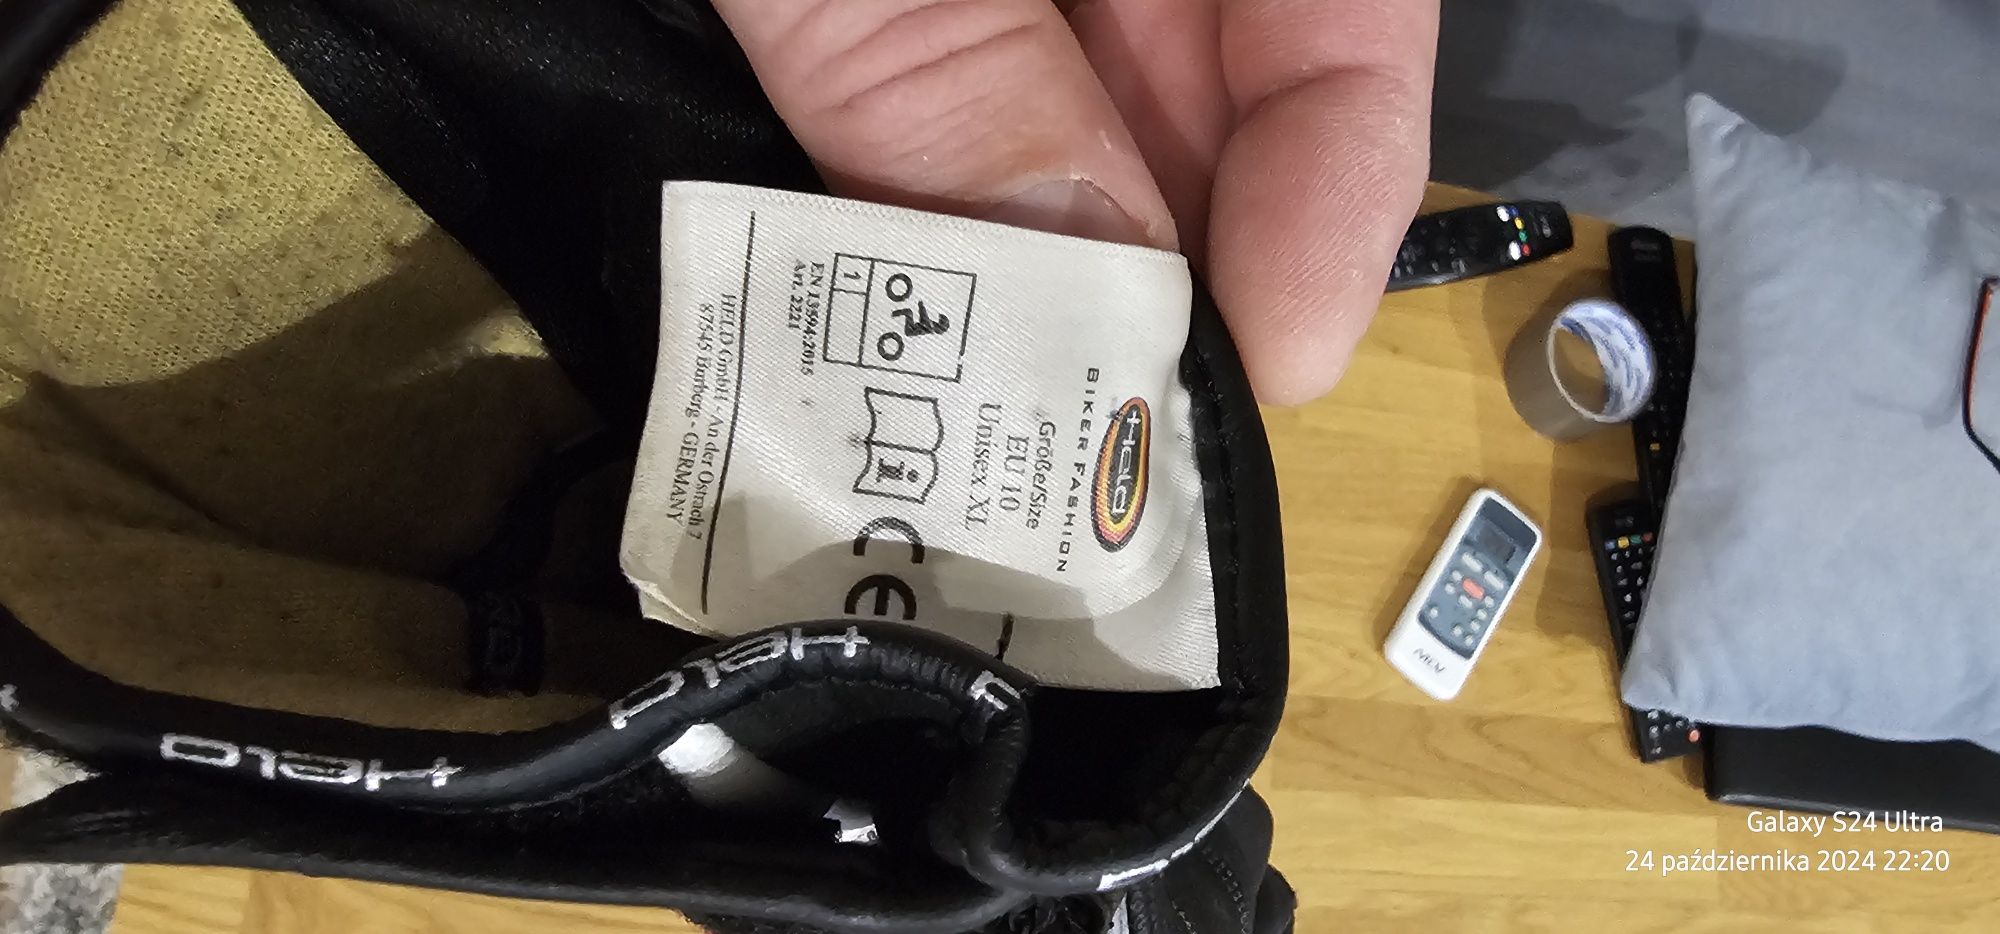 Held
BIKER FASHION
Größe/Size
EU 10
Unisex XL
1
EN 13594:2015
Art. 2221
i
CE
HELD GmbH - An der Ostrach 7
87545 Burberg - GERMANY
Held
Held
Galaxy S24 Ultra
24 października 2024 22:20